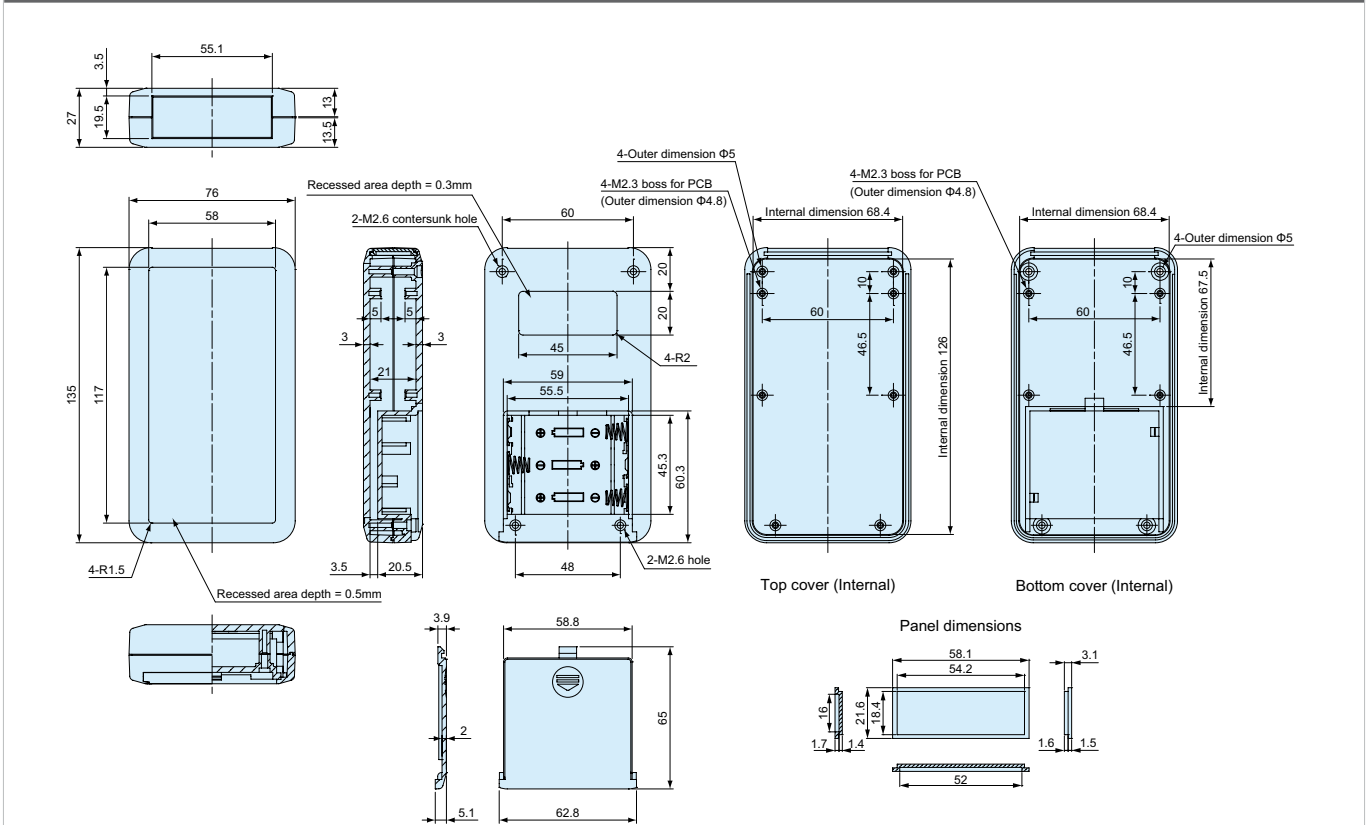 55.1
3.5
27
19.5
13
13.5
76
58
135
117
4-R1.5
Recessed area depth = 0.5mm
5
5
3
3
21
3.5
20.5
Recessed area depth = 0.3mm
2-M2.6 contersunk hole
60
20
20
45
4-R2
59
55.5
45.3
60.3
48
2-M2.6 hole
4-Outer dimension Φ5
4-M2.3 boss for PCB
(Outer dimension Φ4.8)
Internal dimension 68.4
10
60
46.5
Internal dimension 126
Top cover (Internal)
4-M2.3 boss for PCB
(Outer dimension Φ4.8)
Internal dimension 68.4
4-Outer dimension Φ5
10
60
46.5
Internal dimension 67.5
Bottom cover (Internal)
3.9
2
5.1
58.8
65
62.8
Panel dimensions
58.1
54.2
3.1
16
21.6
18.4
1.7
1.4
1.6
1.5
52